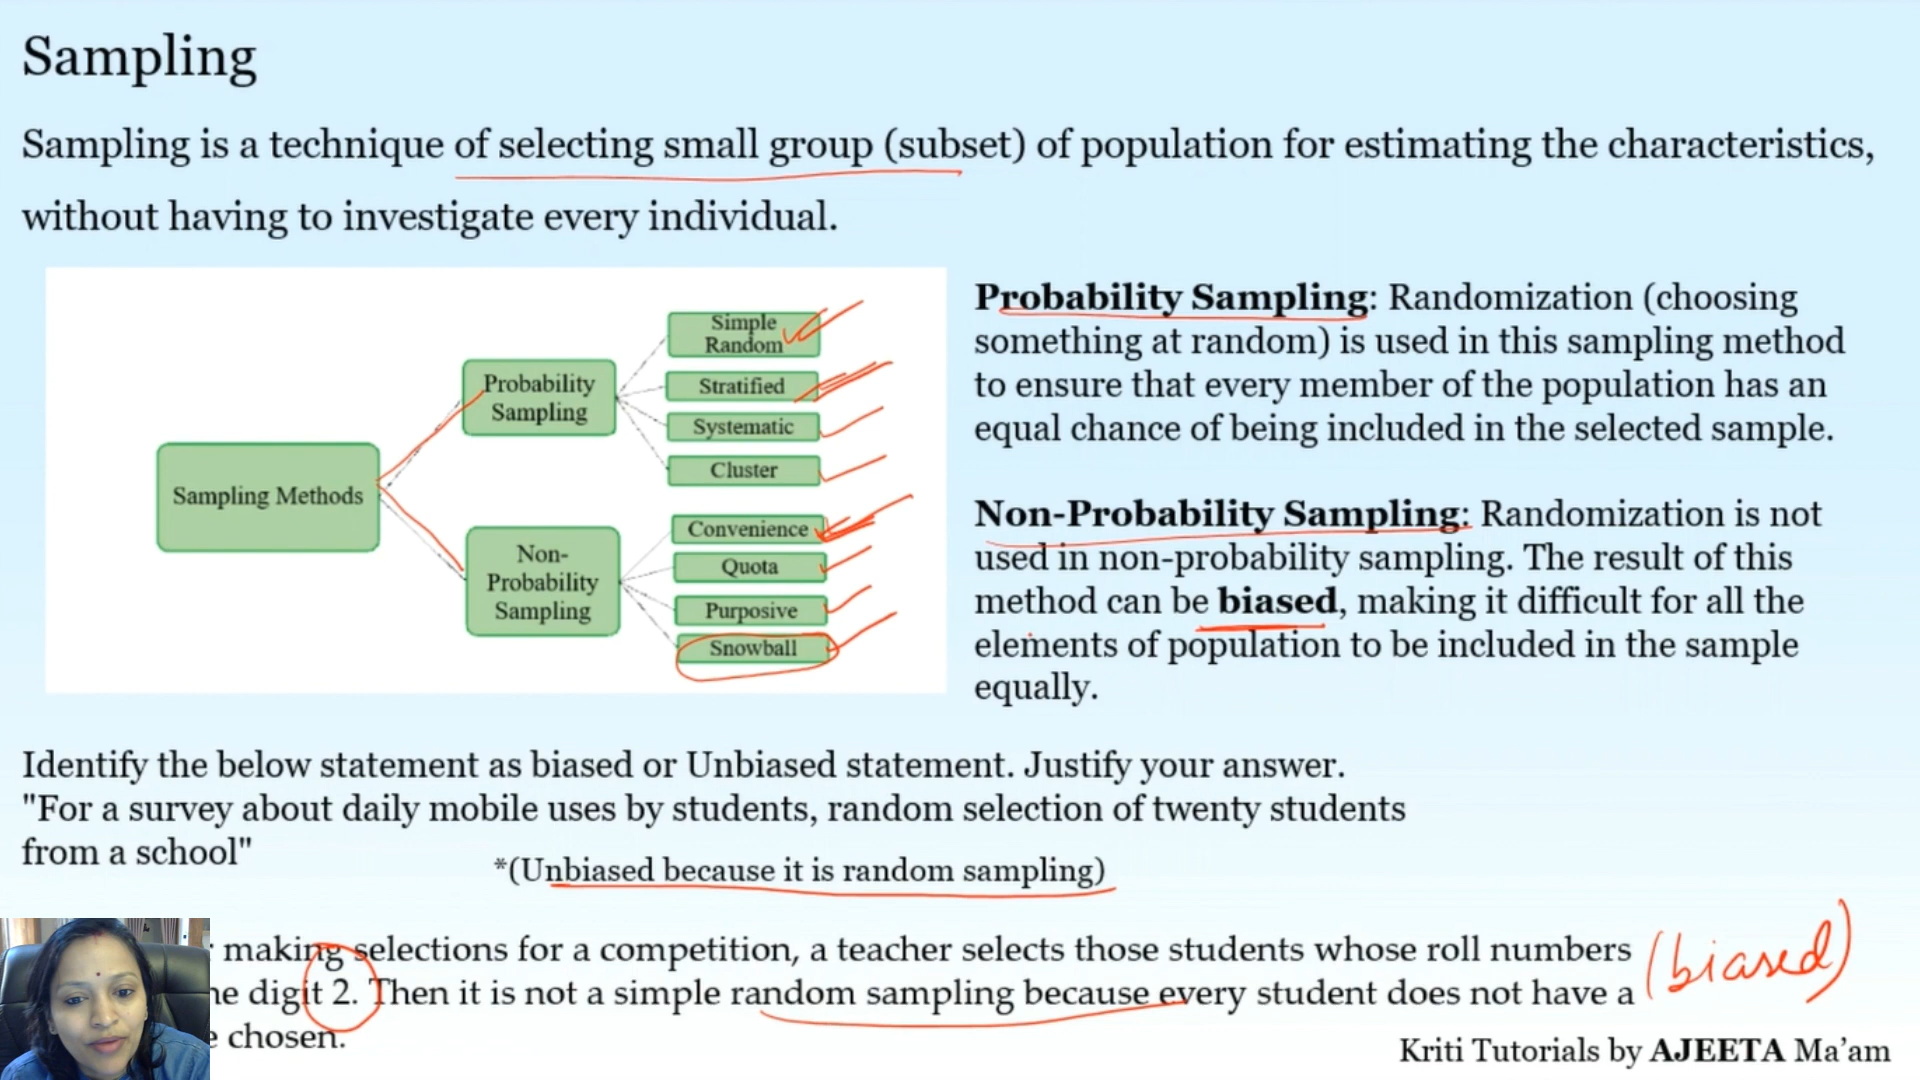 Sampling
Sampling is a technique of selecting small group (subset) of population for estimating the characteristics,
without having to investigate every individual.
Sampling Methods
Probability
Sampling
Non-
Probability
Sampling
Simple
Random
Stratified
Systematic
Cluster
Convenience
Quota
Purposive
Snowball
Probability Sampling: Randomization (choosing
something at random) is used in this sampling method
to ensure that every member of the population has an
equal chance of being included in the selected sample.
Non-Probability Sampling: Randomization is not
used in non-probability sampling. The result of this
method can be biased, making it difficult for all the
elements of population to be included in the sample
equally.
Identify the below statement as biased or Unbiased statement. Justify your answer.
"For a survey about daily mobile uses by students, random selection of twenty students
from a school"
*(Unbiased because it is random sampling)
making selections for a competition, a teacher selects those students whose roll numbers
digit 2. Then it is not a simple random sampling because every student does not have a
chosen.
(biased)
Kriti Tutorials by AJEETA Ma'am